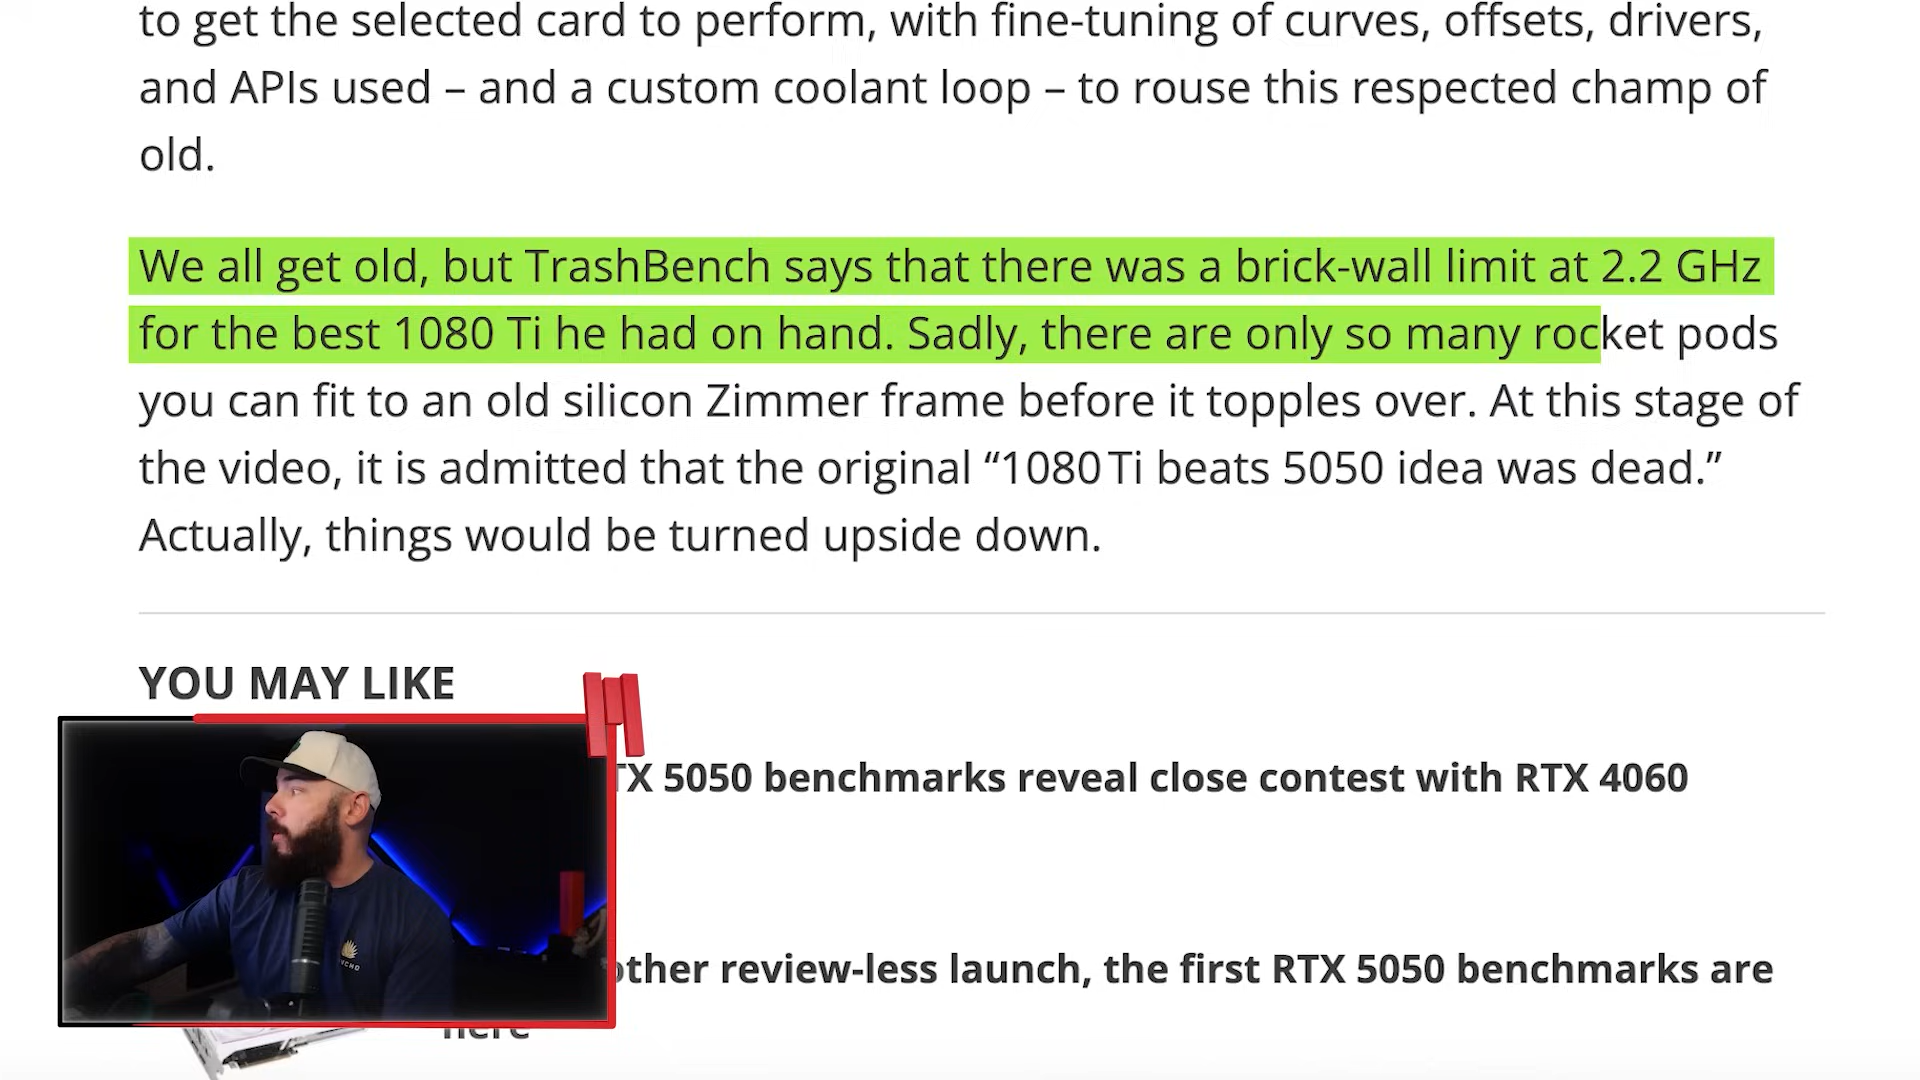 to get the selected card to perform, with fine-tuning of curves, offsets, drivers,
and APIs used – and a custom coolant loop – to rouse this respected champ of
old.
We all get old, but TrashBench says that there was a brick-wall limit at 2.2 GHz
for the best 1080 Ti he had on hand. Sadly, there are only so many rocket pods
you can fit to an old silicon Zimmer frame before it topples over. At this stage of
the video, it is admitted that the original “1080 Ti beats 5050 idea was dead.”
Actually, things would be turned upside down.
YOU MAY LIKE
TX 5050 benchmarks reveal close contest with RTX 4060
other review-less launch, the first RTX 5050 benchmarks are
here